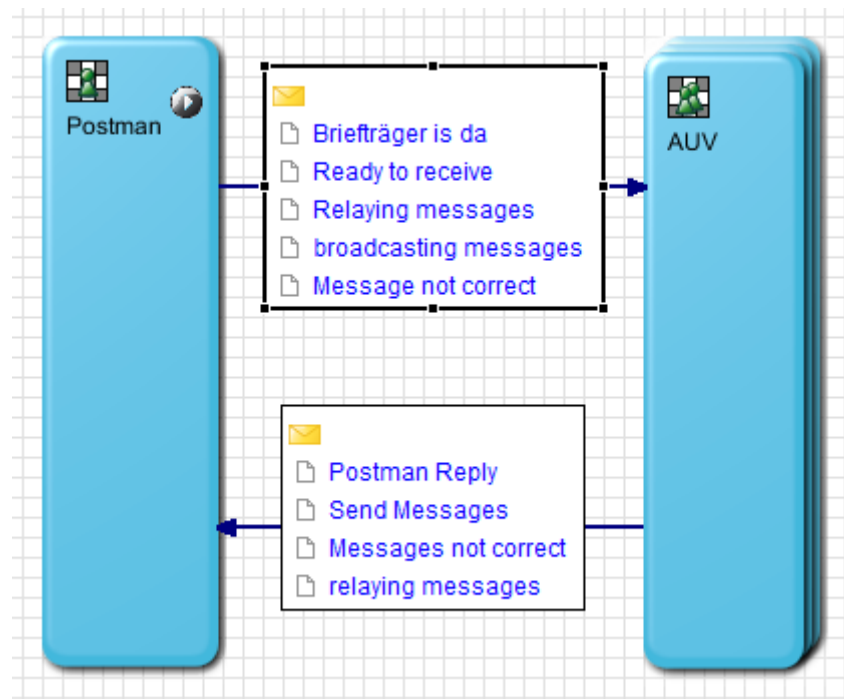 Postman
Briefträger is da
Ready to receive
Relaying messages
broadcasting messages
Message not correct
AUV
Postman Reply
Send Messages
Messages not correct
relaying messages